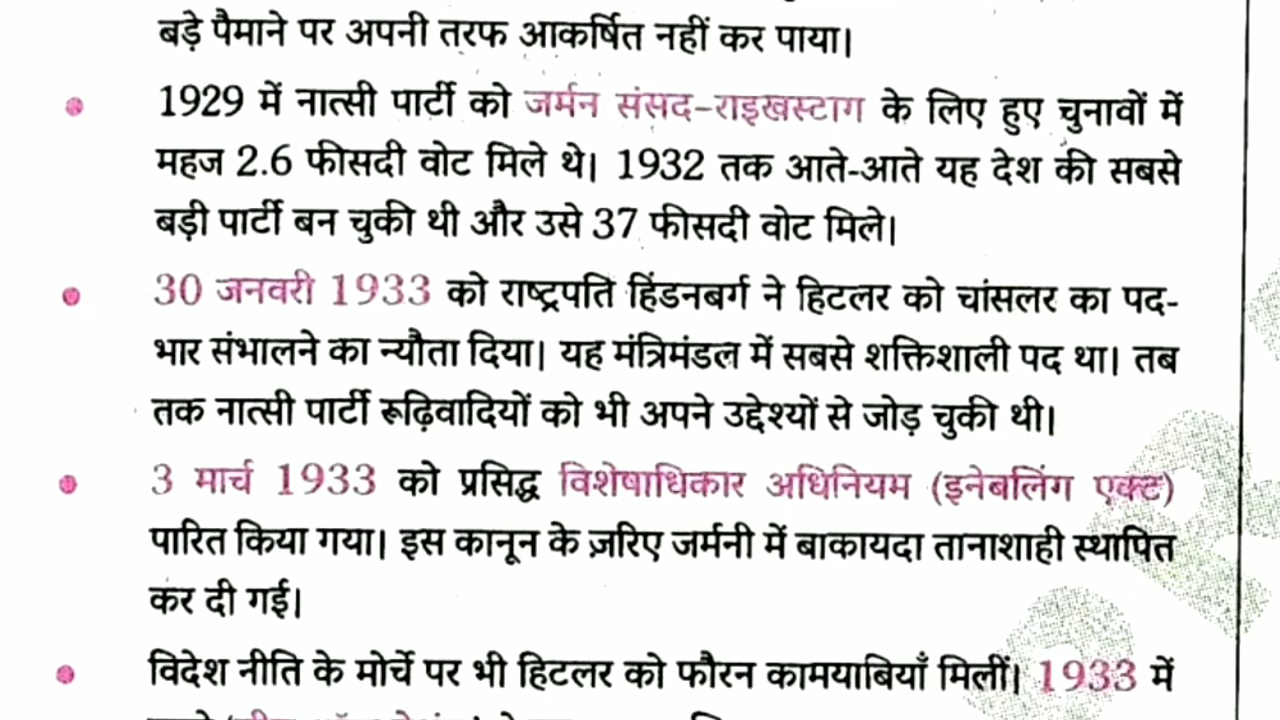 बड़े पैमाने पर अपनी तरफ आकर्षित नहीं कर पाया।
1929 में नात्सी पार्टी को जर्मन संसद-राइखस्टाग के लिए हुए चुनावों में
महज 2.6 फीसदी वोट मिले थे। 1932 तक आते-आते यह देश की सबसे
बड़ी पार्टी बन चुकी थी और उसे 37 फीसदी वोट मिले।
30 जनवरी 1933 को राष्ट्रपति हिंडनबर्ग ने हिटलर को चांसलर का पद-
भार संभालने का न्यौता दिया। यह मंत्रिमंडल में सबसे शक्तिशाली पद था। तब
तक नात्सी पार्टी रूढ़िवादियों को भी अपने उद्देश्यों से जोड़ चुकी थी।
3 मार्च 1933 को प्रसिद्ध विशेषाधिकार अधिनियम (इनेबलिंग एक्ट)
पारित किया गया। इस कानून के ज़रिए जर्मनी में बाकायदा तानाशाही स्थापित
कर दी गई।
विदेश नीति के मोर्चे पर भी हिटलर को फौरन कामयाबियाँ मिलीं। 1933 में